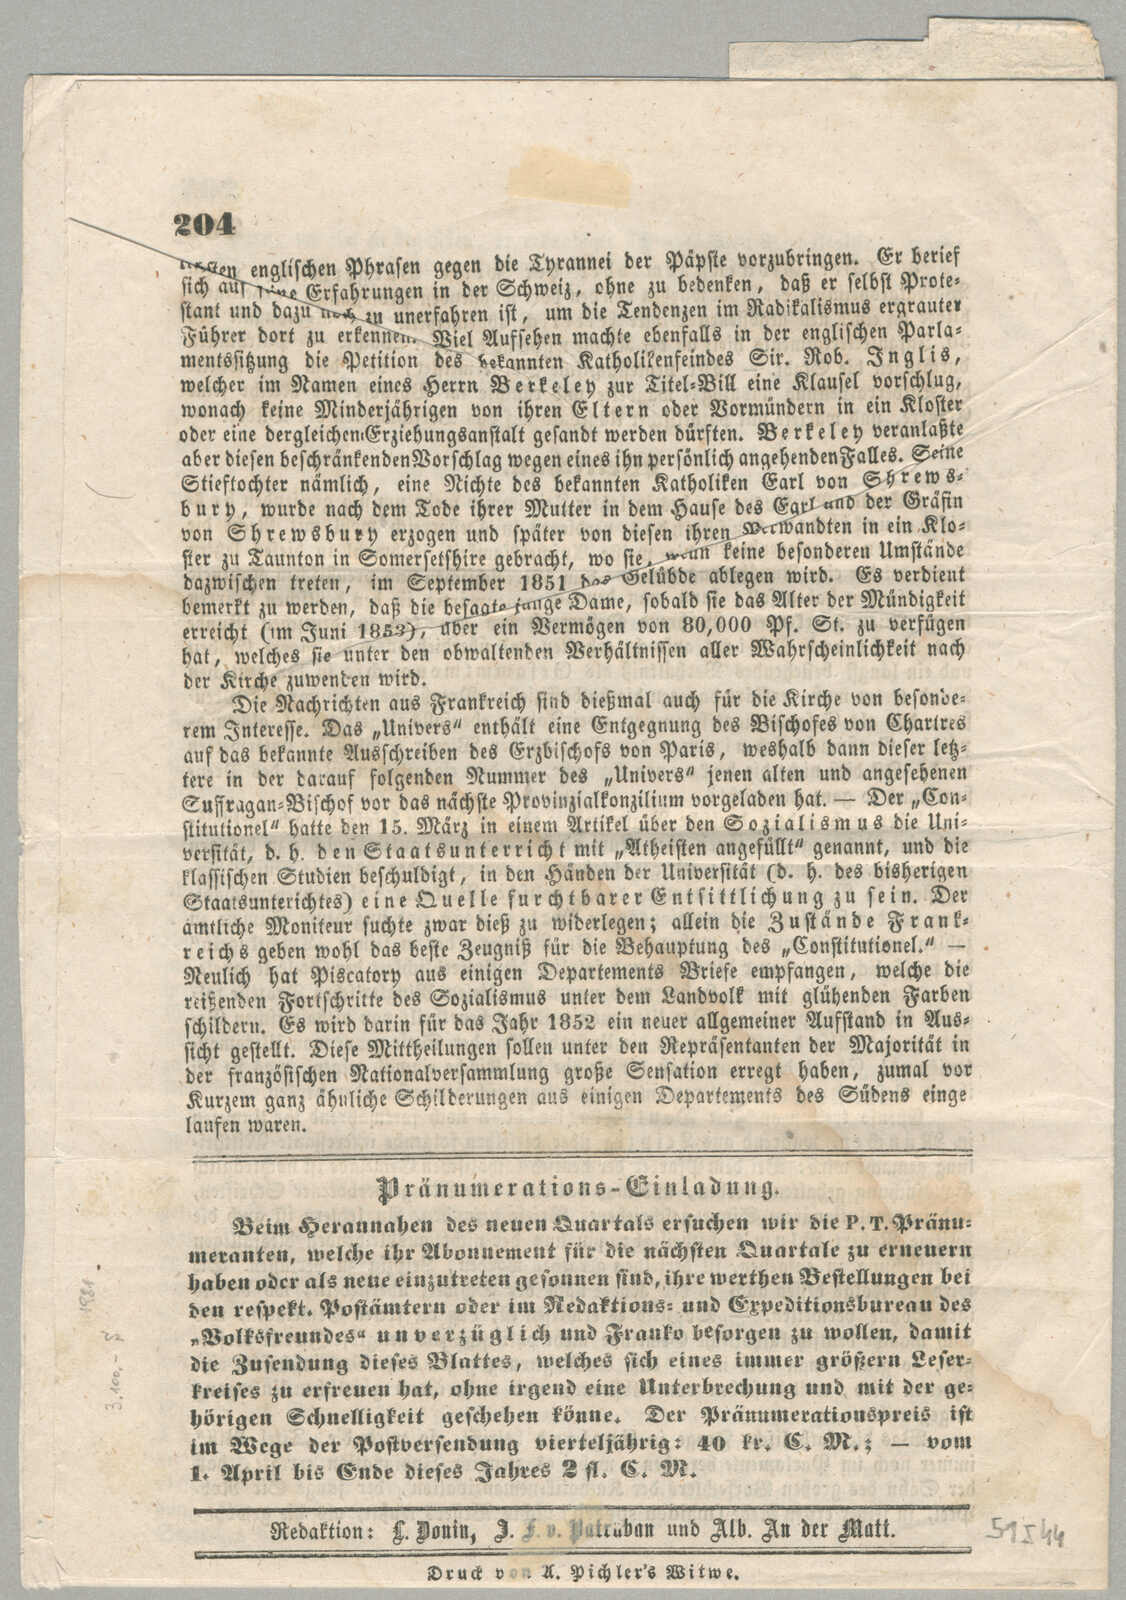 204
englischen Phrasen gegen die Tyrannei der Päpste vorzubringen. Er berief
sich auf seine Erfahrungen in der Schweiz, ohne zu bedenken, daß er selbst Prote-
stant und dazu noch zu unerfahren ist, um die Tendenzen im Radikalismus ergrauter
Führer dort zu erkennen. Viel Aufsehen machte ebenfalls in der englischen Parla-
mentssitzung die Petition des bekannten Katholikenfeindes Sir. Rob. Inglis,
welcher im Namen eines Herrn Berkeley zur Titel-Bill eine Klausel vorschlug,
wonach keine Minderjährigen von ihren Eltern oder Vormündern in ein Kloster
oder eine dergleichen Erziehungsanstalt gesandt werden dürften. Berkeley veranlaßte
aber diesen beschränkenden Vorschlag wegen eines ihn persönlich angehenden Falles. Seine
Stieftochter nämlich, eine Nichte des bekannten Katholiken Earl von Shrews-
bury, wurde nach dem Tode ihrer Mutter in dem Hause des Earl und der Gräfin
von Shrewsbury erzogen und später von diesen ihren Verwandten in ein Klo-
ster zu Taunton in Somersetshire gebracht, wo sie, wenn keine besonderen Umstände
dazwischen treten, im September 1851 das Gelübde ablegen wird. Es verdient
bemerkt zu werden, daß die besagte junge Dame, sobald sie das Alter der Mündigkeit
erreicht (im Juni 1853), über ein Vermögen von 80,000 Pf. St. zu verfügen
hat, welches sie unter den obwaltenden Verhältnissen aller Wahrscheinlichkeit nach
der Kirche zuwenden wird.
Die Nachrichten aus Frankreich sind dießmal auch für die Kirche von besonde-
rem Interesse. Das „Univers“ enthält eine Entgegnung des Bischofes von Chartres
auf das bekannte Ausschreiben des Erzbischofs von Paris, weshalb dann dieser letz-
tere in der darauf folgenden Nummer des „Univers“ jenen alten und angesehenen
Suffragan-Bischof vor das nächste Provinzialkonzilium vorgeladen hat. — Der „Con-
stitutionel“ hatte den 15. März in einem Artikel über den Sozialismus die Uni-
versität, d. h. den Staatsunterricht mit „Atheisten angefüllt“ genannt, und die
klassischen Studien beschuldigt, in den Händen der Universität (d. h. des bisherigen
Staatsunterichtes) eine Quelle furchtbarer Entsittlichung zu sein. Der
amtliche Moniteur suchte zwar dieß zu widerlegen; allein die Zustände Frank-
reichs geben wohl das beste Zeugniß für die Behauptung des „Constitutionel.“ —
Neulich hat Piscatory aus einigen Departements Briefe empfangen, welche die
reißenden Fortschritte des Sozialismus unter dem Landvolk mit glühenden Farben
schildern. Es wird darin für das Jahr 1852 ein neuer allgemeiner Aufstand in Aus-
sicht gestellt. Diese Mittheilungen sollen unter den Repräsentanten der Majorität in
der französischen Nationalversammlung große Sensation erregt haben, zumal vor
Kurzem ganz ähnliche Schilderungen aus einigen Departements des Südens einge
laufen waren.
Pränumerations-Einladung.
Beim Herannahen des neuen Quartals ersuchen wir die P. T. Pränu-
meranten, welche ihr Abonnement für die nächsten Quartale zu erneuern
haben oder als neue einzutreten gesonnen sind, ihre werthen Bestellungen bei
den respekt. Postämtern oder im Redaktions- und Expeditionsbureau des
„Volksfreundes“ unverzüglich und Franko besorgen zu wollen, damit
die Zusendung dieses Blattes, welches sich eines immer größern Leser-
kreises zu erfreuen hat, ohne irgend eine Unterbrechung und mit der ge-
hörigen Schnelligkeit geschehen könne. Der Pränumerationspreis ist
im Wege der Postversendung vierteljährig: 40 kr. C. M.; — vom
1. April bis Ende dieses Jahres 2 fl. C. M.
Redaktion: L. Donin, J. F. v. Patruban und Alb. An der Matt.
Druck von A. Pichler's Witwe.